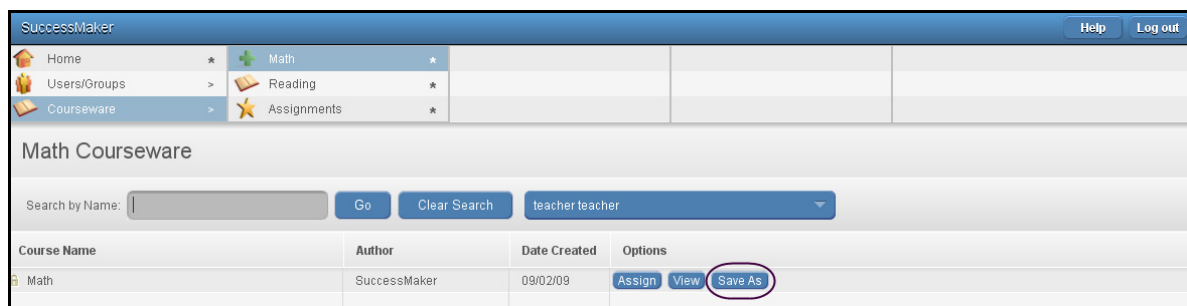 SuccessMaker Help Log out
Home * Math *
Users/Groups > Reading *
Courseware > Assignments *
Math Courseware
Search by Name: Go Clear Search teacher teacher
Course Name Author Date Created Options
Math SuccessMaker 09/02/09 Assign View Save As